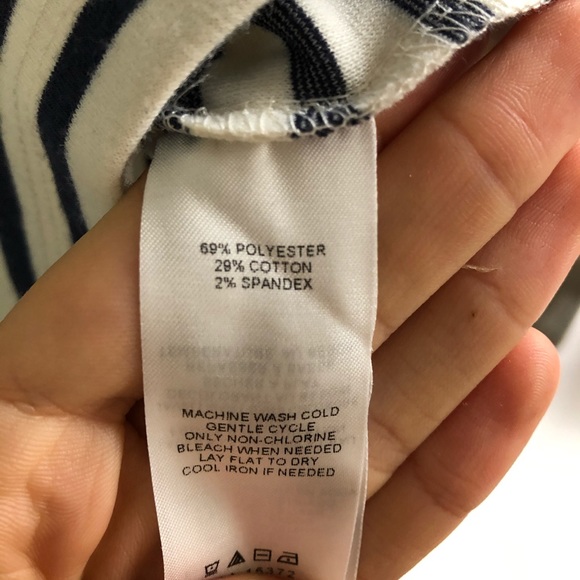 69% POLYESTER
29% COTTON
2% SPANDEX
MACHINE WASH COLD
GENTLE CYCLE
ONLY NON-CHLORINE
BLEACH WHEN NEEDED
LAY FLAT TO DRY
COOL IRON IF NEEDED